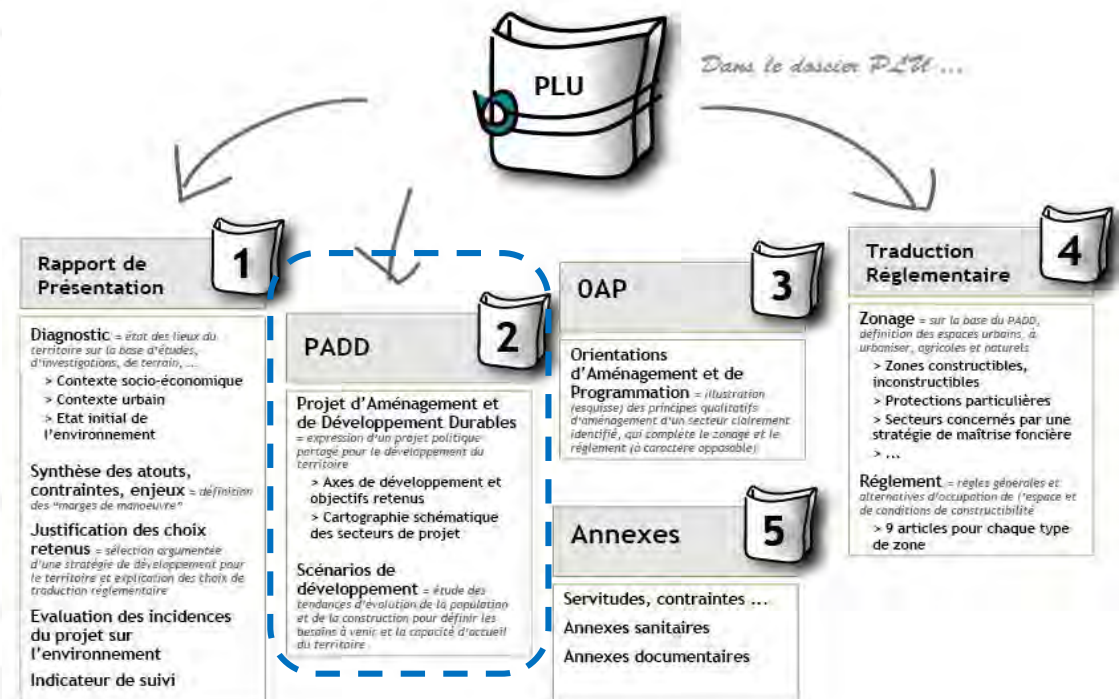 PLU
Dans le dossier PLU ...
Rapport de
Présentation
1
Diagnostic = état des lieux du
territoire sur la base d'études,
d'investigations, de terrain, ...
> Contexte socio-économique
> Contexte urbain
> Etat initial de
l'environnement
Synthèse des atouts,
contraintes, enjeux = définition
des "marges de manoeuvre"
Justification des choix
retenus = sélection argumentée
d'une stratégie de développement pour
le territoire et explication des choix de
traduction réglementaire
Evaluation des incidences
du projet sur
l'environnement
Indicateur de suivi
PADD
2
Projet d'Aménagement et
de Développement Durables
= expression d'un projet politique
partagé pour le développement du
territoire
> Axes de développement et
objectifs retenus
> Cartographie schématique
des secteurs de projet
Scénarios de
développement = étude des
tendances d'évolution de la population
et de la construction pour définir les
besoins à venir et la capacité d'accueil
du territoire
OAP
3
Orientations
d'Aménagement et de
Programmation = illustration
(esquisse) des principes qualitatifs
d'aménagement d'un secteur clairement
identifié, qui complète le zonage et le
réglement (à caractère opposable)
Annexes
5
Servitudes, contraintes ...
Annexes sanitaires
Annexes documentaires
Traduction
Réglementaire
4
Zonage = sur la base du PADD,
définition des espaces urbains, à
urbaniser, agricoles et naturels
> Zones constructibles,
inconstructibles
> Protections particulières
> Secteurs concernés par une
stratégie de maîtrise foncière
> ...
Réglement = règles générales et
alternatives d'occupation de l'espace et
de conditions de constructibilité
> 9 articles pour chaque type
de zone